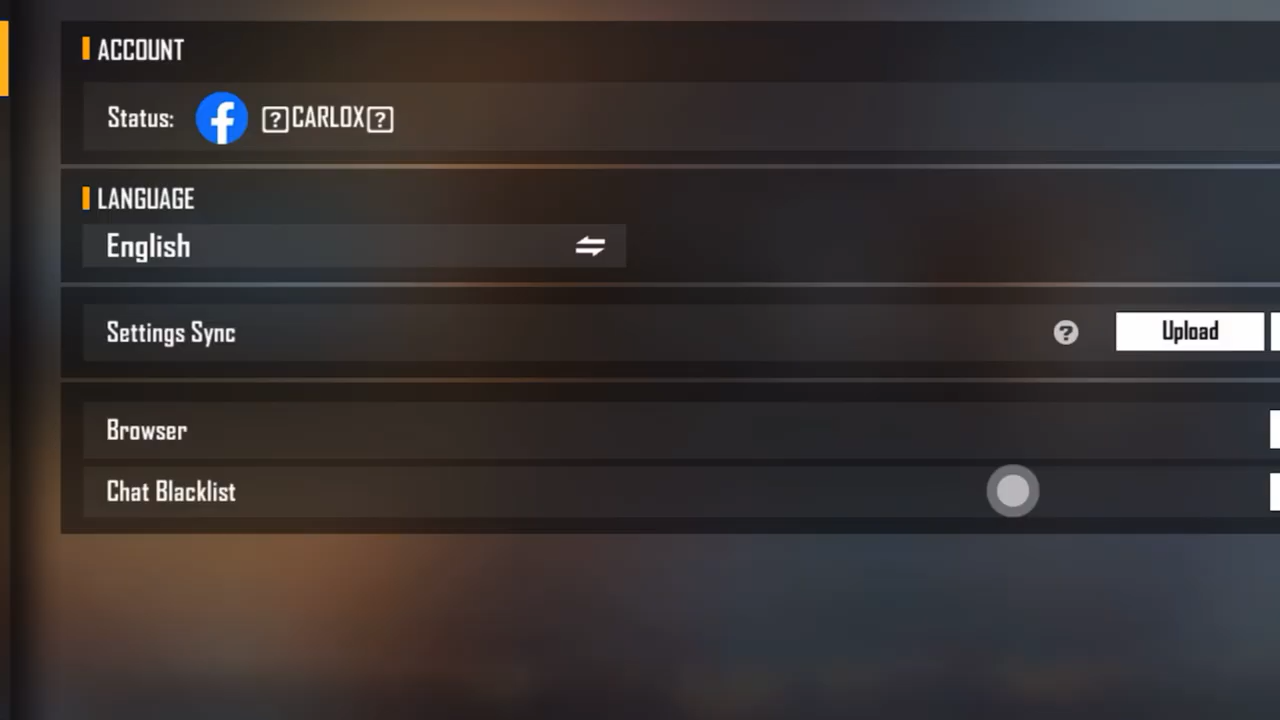 ACCOUNT
Status: CARLOX
LANGUAGE
English
Settings Sync ? Upload
Browser
Chat Blacklist